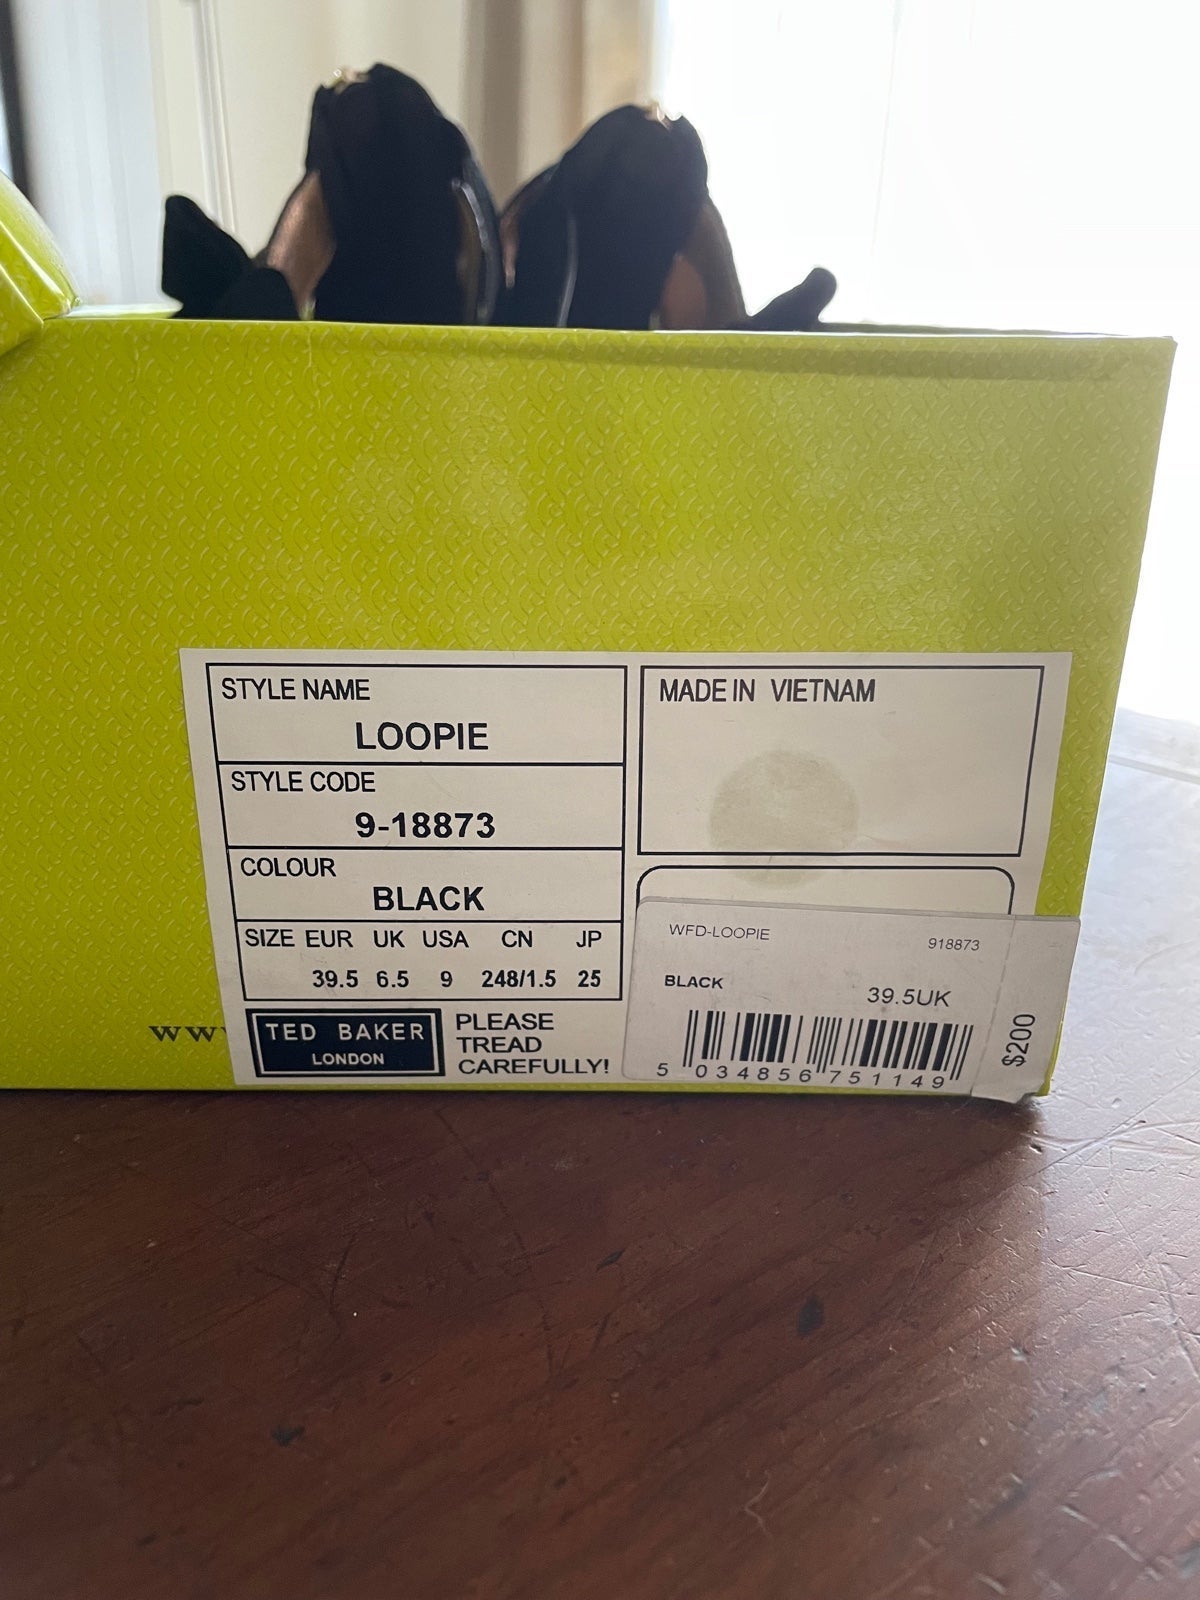 STYLE NAME
LOOPIE
STYLE CODE
9-18873
COLOUR
BLACK
SIZE EUR UK USA CN JP
39.5 6.5 9 248/1.5 25
www
TED BAKER
LONDON
PLEASE
TREAD
CAREFULLY!
MADE IN VIETNAM
WFD-LOOPIE 918873
BLACK
39.5UK
5 034856 751149
$200